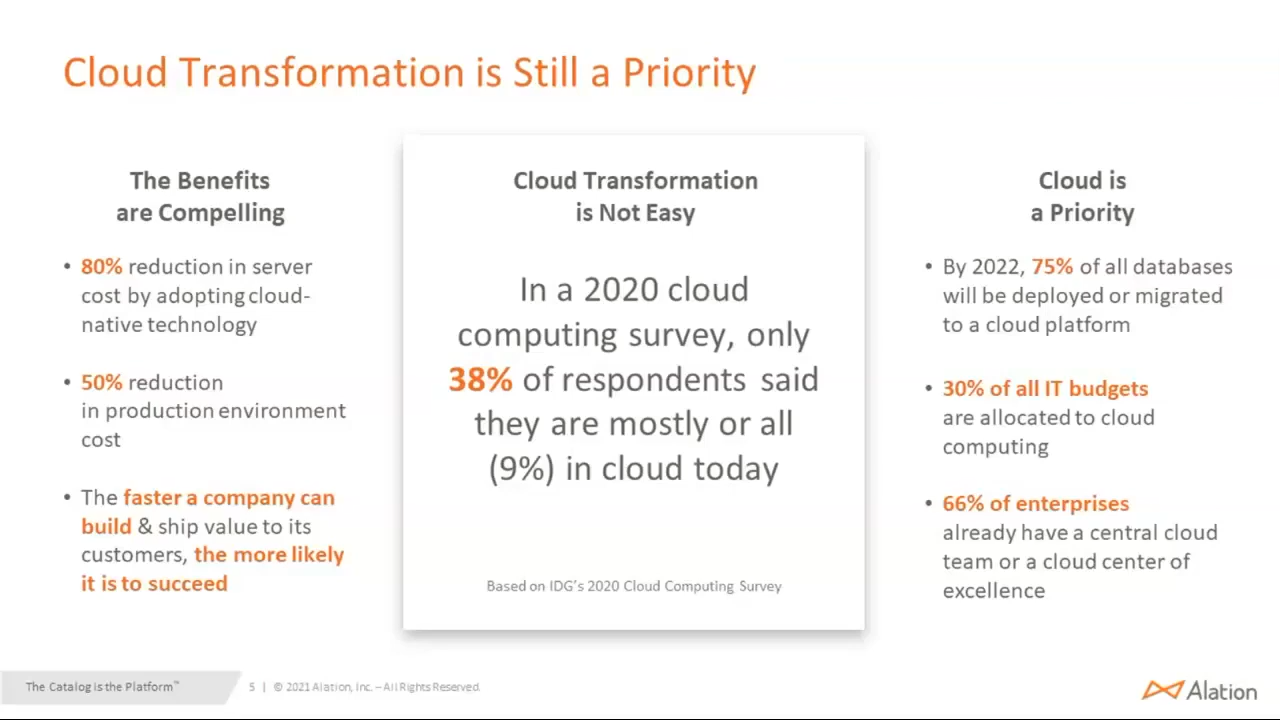 Cloud Transformation is Still a Priority
The Benefits
are Compelling
• 80% reduction in server
cost by adopting cloud-
native technology
• 50% reduction
in production environment
cost
• The faster a company can
build & ship value to its
customers, the more likely
it is to succeed
Cloud Transformation
is Not Easy
In a 2020 cloud
computing survey, only
38% of respondents said
they are mostly or all
(9%) in cloud today
Based on IDG's 2020 Cloud Computing Survey
Cloud is
a Priority
• By 2022, 75% of all databases
will be deployed or migrated
to a cloud platform
• 30% of all IT budgets
are allocated to cloud
computing
• 66% of enterprises
already have a central cloud
team or a cloud center of
excellence
The Catalog is the Platform™
5 | © 2021 Alation, Inc. – All Rights Reserved.
Alation